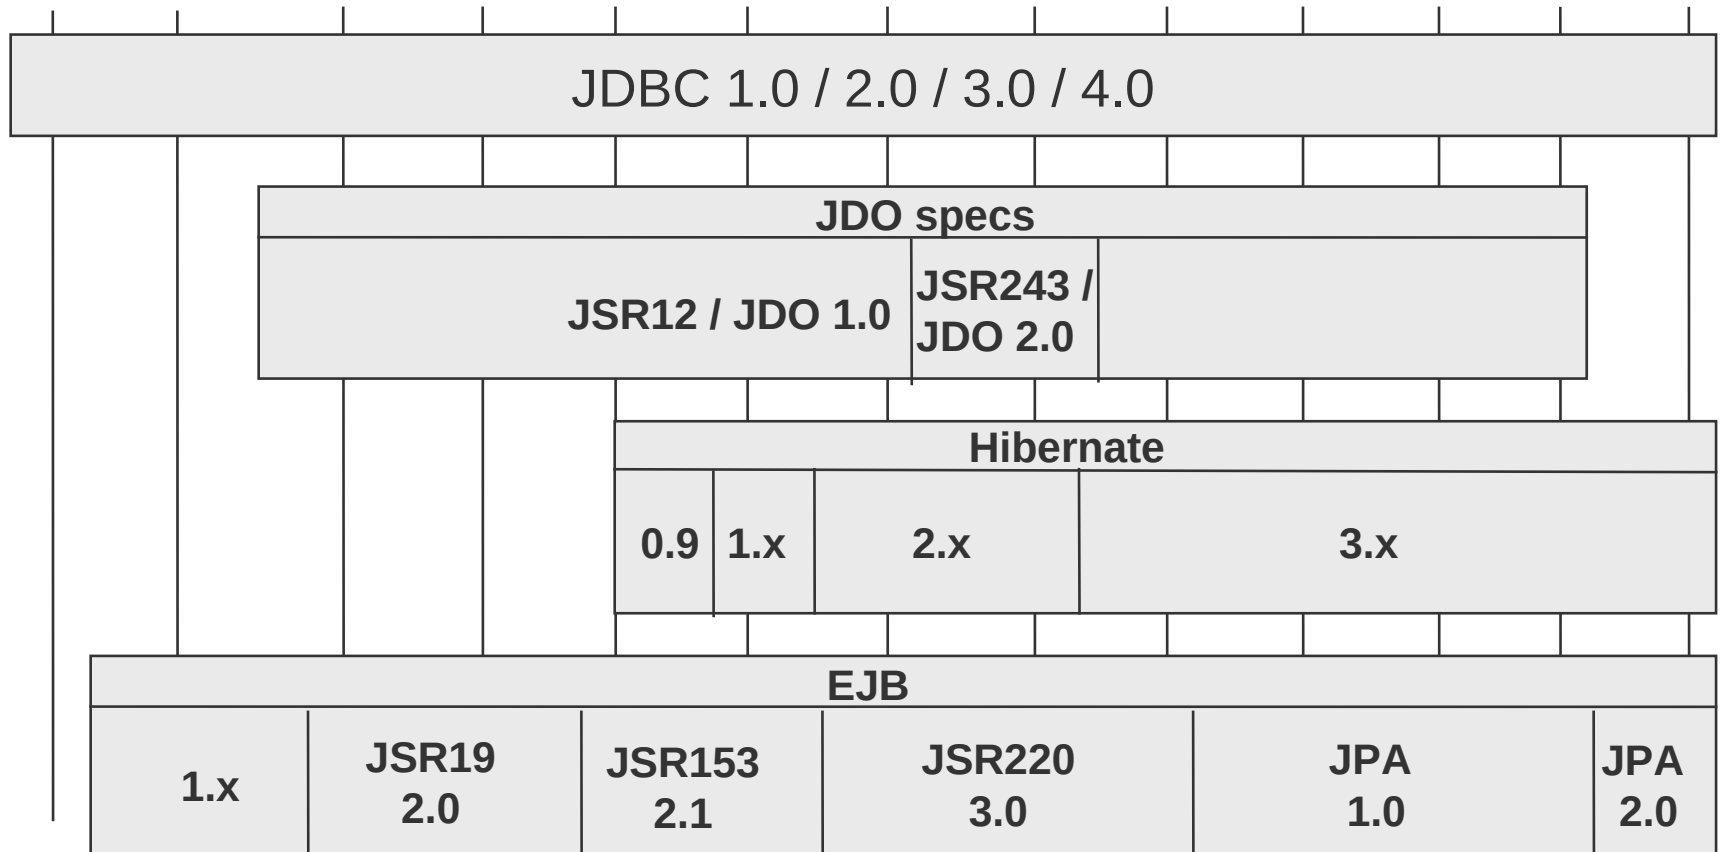 JDBC 1.0 / 2.0 / 3.0 / 4.0
JDO specs
JSR12 / JDO 1.0
JSR243 /
JDO 2.0
Hibernate
0.9
1.x
2.x
3.x
EJB
1.x
JSR19
2.0
JSR153
2.1
JSR220
3.0
JPA
1.0
JPA
2.0